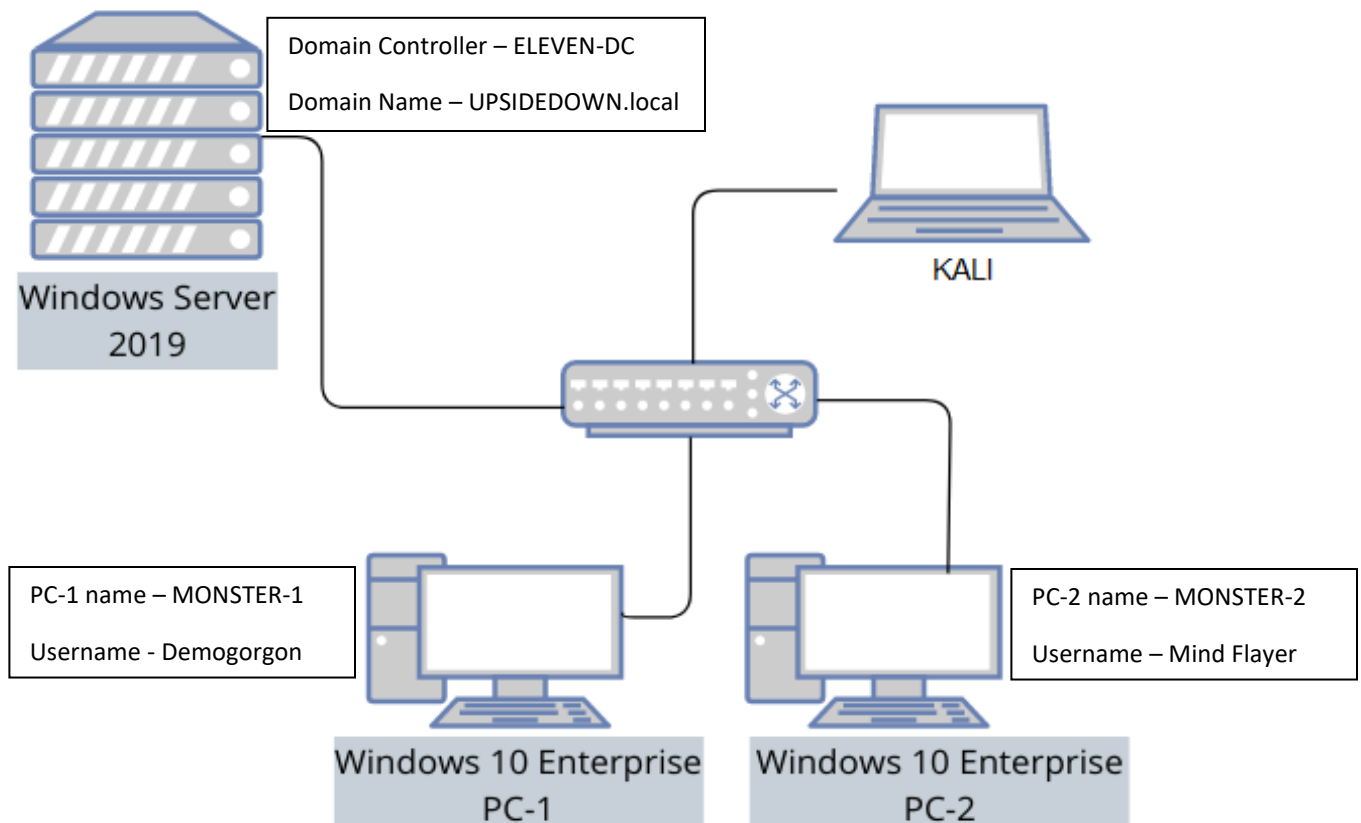 Domain Controller – ELEVEN-DC
Domain Name – UPSIDEDOWN.local
Windows Server
2019
KALI
PC-1 name – MONSTER-1
Username - Demogorgon
PC-2 name – MONSTER-2
Username – Mind Flayer
Windows 10 Enterprise
PC-1
Windows 10 Enterprise
PC-2